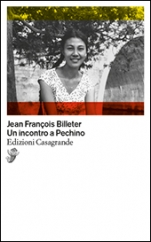 Jean François Billeter
Un incontro a Pechino
Edizioni Casagrande